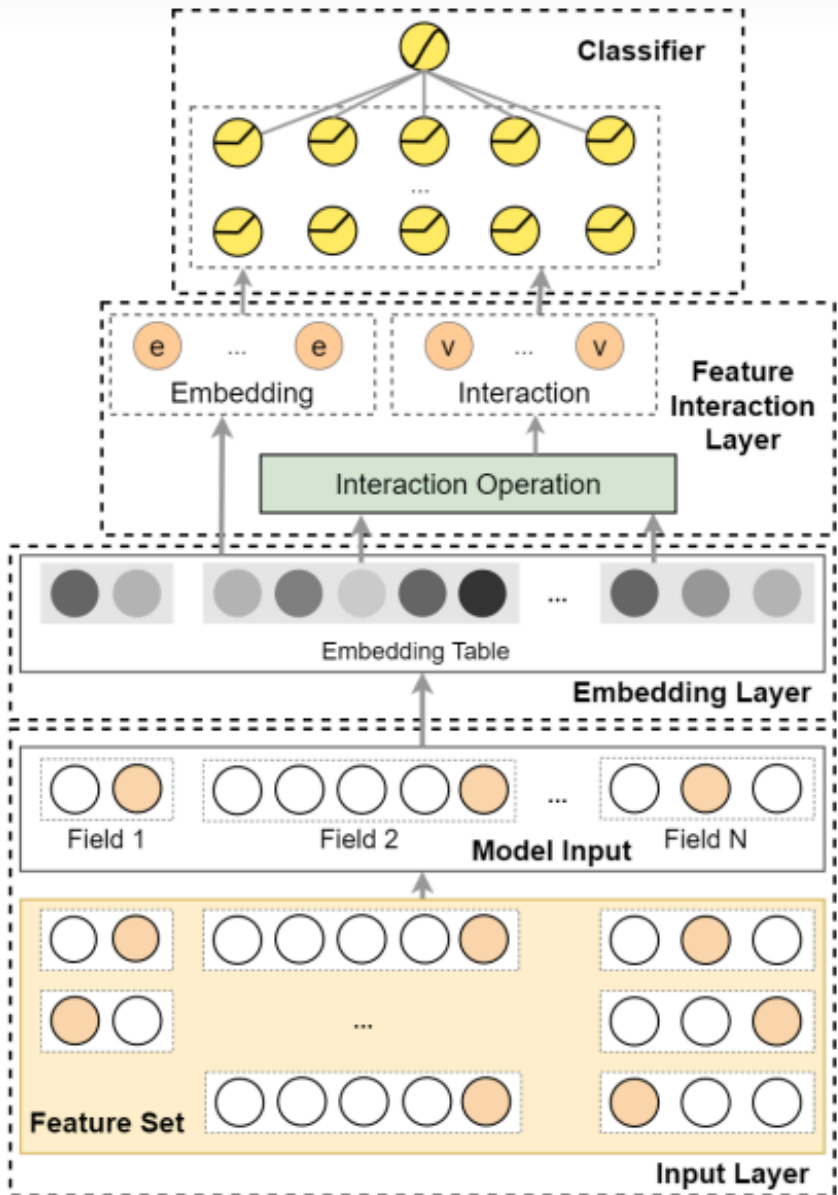 Classifier
...
e ... e
Embedding
v ... v
Interaction
Feature
Interaction
Layer
Interaction Operation
...
Embedding Table
Embedding Layer
...
Field 1
Field 2
Field N
Model Input
...
Feature Set
Input Layer